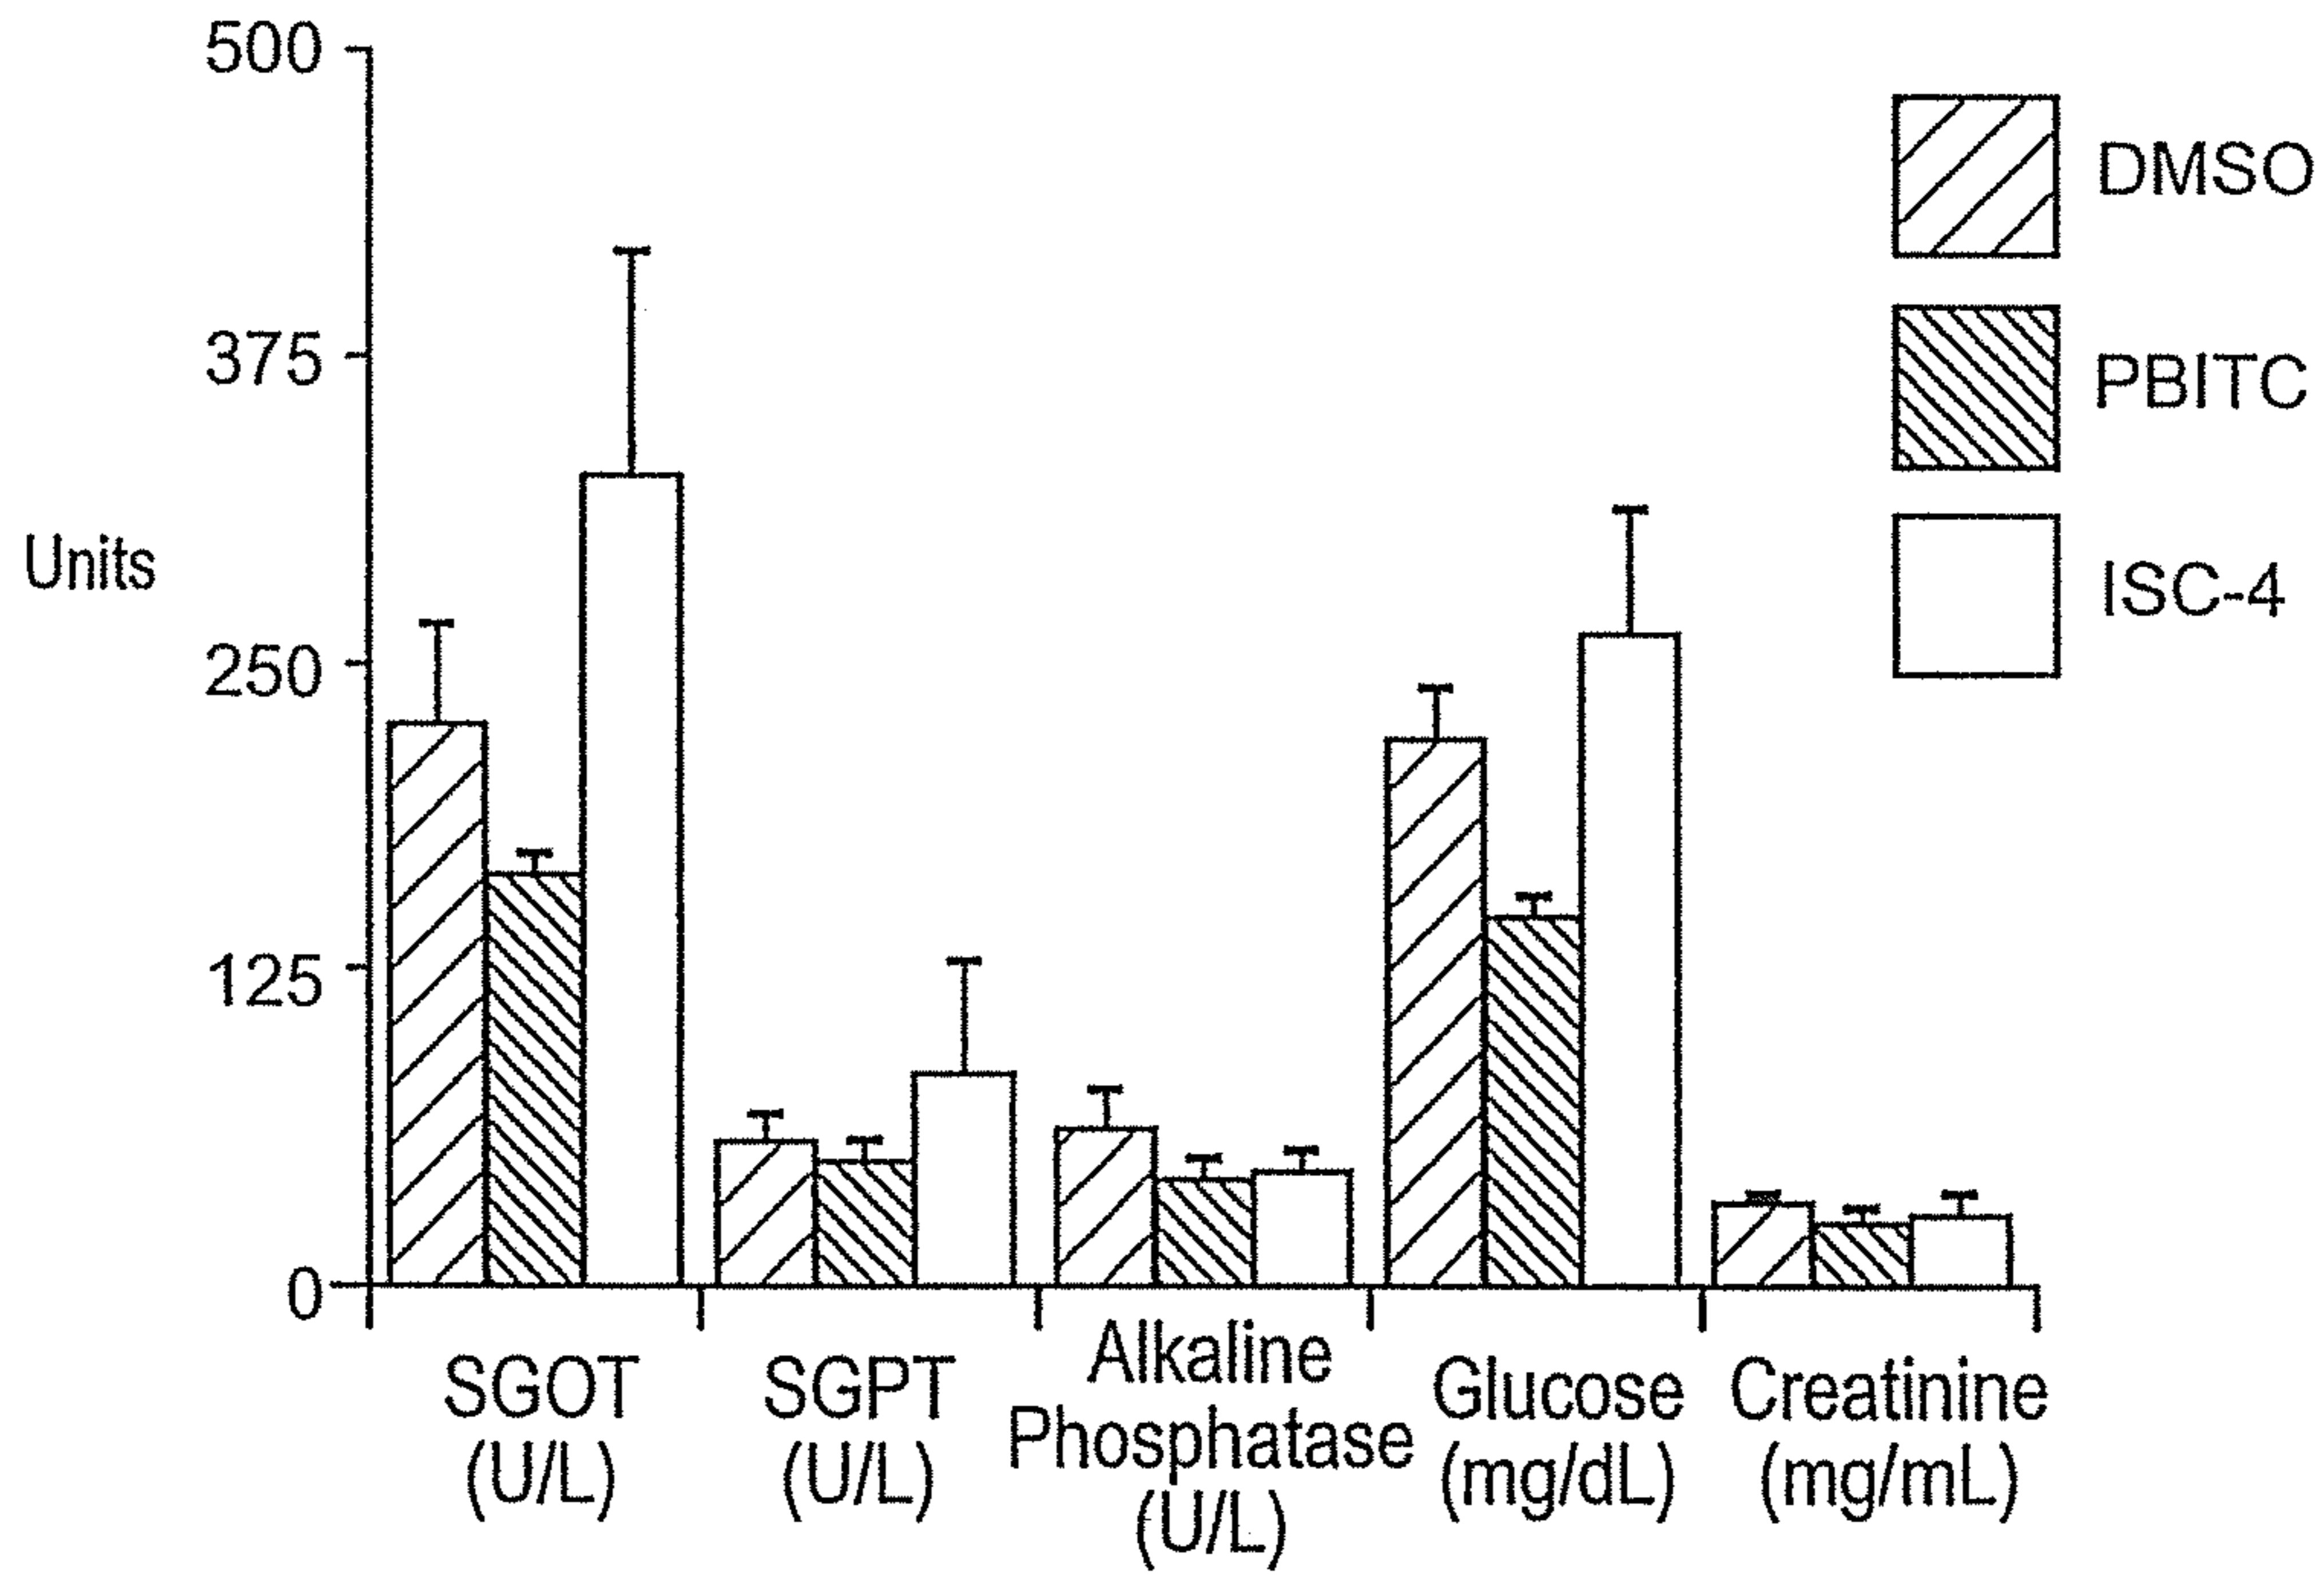 500
375
Units
250
125
0
DMSO
PBITC
ISC-4
SGOT
(U/L)
SGPT
(U/L)
Alkaline
Phosphatase
(U/L)
Glucose
(mg/dL)
Creatinine
(mg/mL)